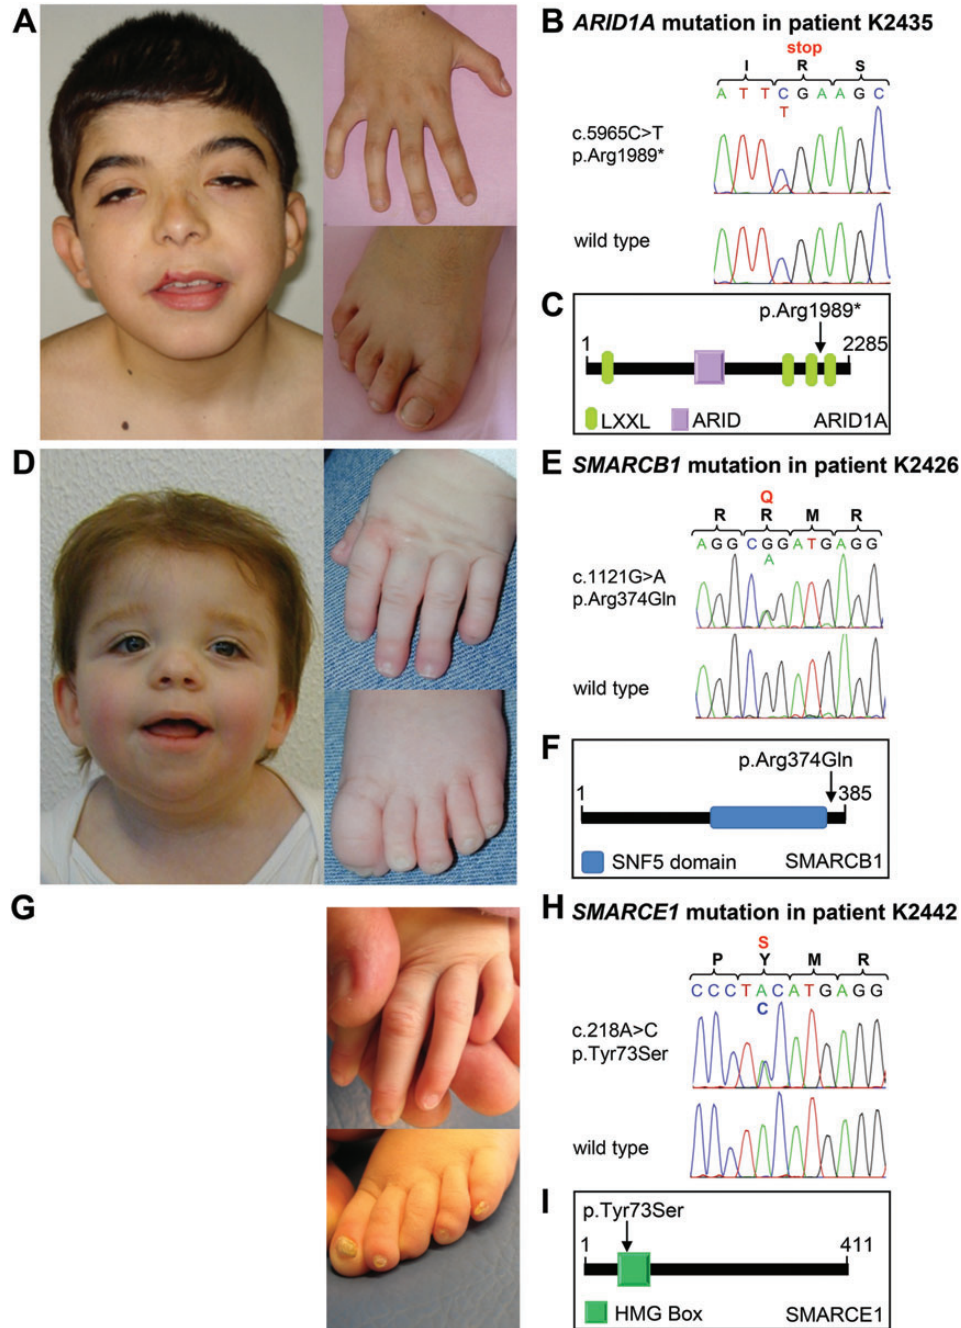 A
B ARID1A mutation in patient K2435
stop
I R S
A T T C G A A G C
T
c.5965C>T
p.Arg1989*
wild type
C
p.Arg1989*
1 2285
LXXL ARID ARID1A
D
E SMARCB1 mutation in patient K2426
Q
R R M R
A G G C G G A T G A G G
A
c.1121G>A
p.Arg374Gln
wild type
F
p.Arg374Gln
1 385
SNF5 domain SMARCB1
G
H SMARCE1 mutation in patient K2442
S
P Y M R
C C C T A C A T G A G G
C
c.218A>C
p.Tyr73Ser
wild type
I
p.Tyr73Ser
1 411
HMG Box SMARCE1